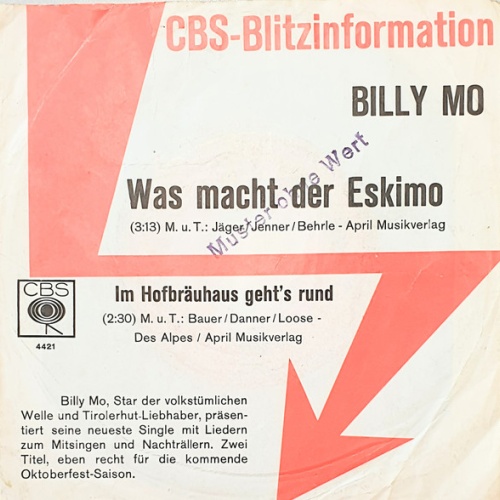 CBS-Blitzinformation
BILLY MO
Muster ohne Wert
Was macht der Eskimo
(3:13) M. u. T.: Jäger/Jenner/Behrle - April Musikverlag
Im Hofbräuhaus geht's rund
(2:30) M. u. T.: Bauer/Danner/Loose -
Des Alpes / April Musikverlag
CBS
4421
Billy Mo, Star der volkstümlichen
Welle und Tirolerhut-Liebhaber, präsen-
tiert seine neueste Single mit Liedern
zum Mitsingen und Nachträllern. Zwei
Titel, eben recht für die kommende
Oktoberfest-Saison.